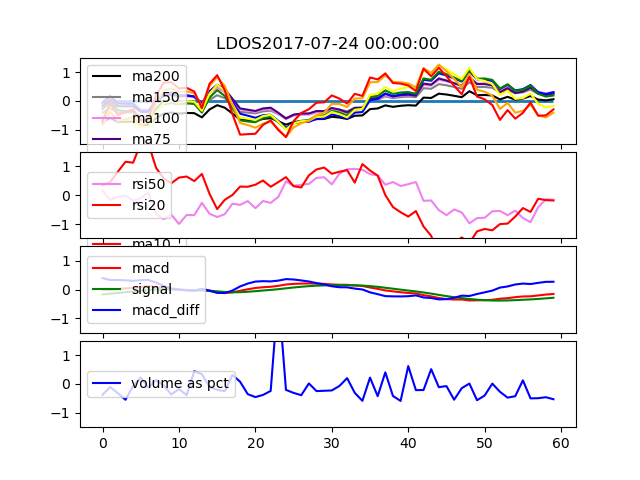 LDOS2017-07-24 00:00:00
1
0
−1
ma200
ma150
ma100
ma75
1
0
−1
rsi50
rsi20
ma10
1
0
−1
macd
signal
macd_diff
1
0
−1
volume as pct
0 10 20 30 40 50 60